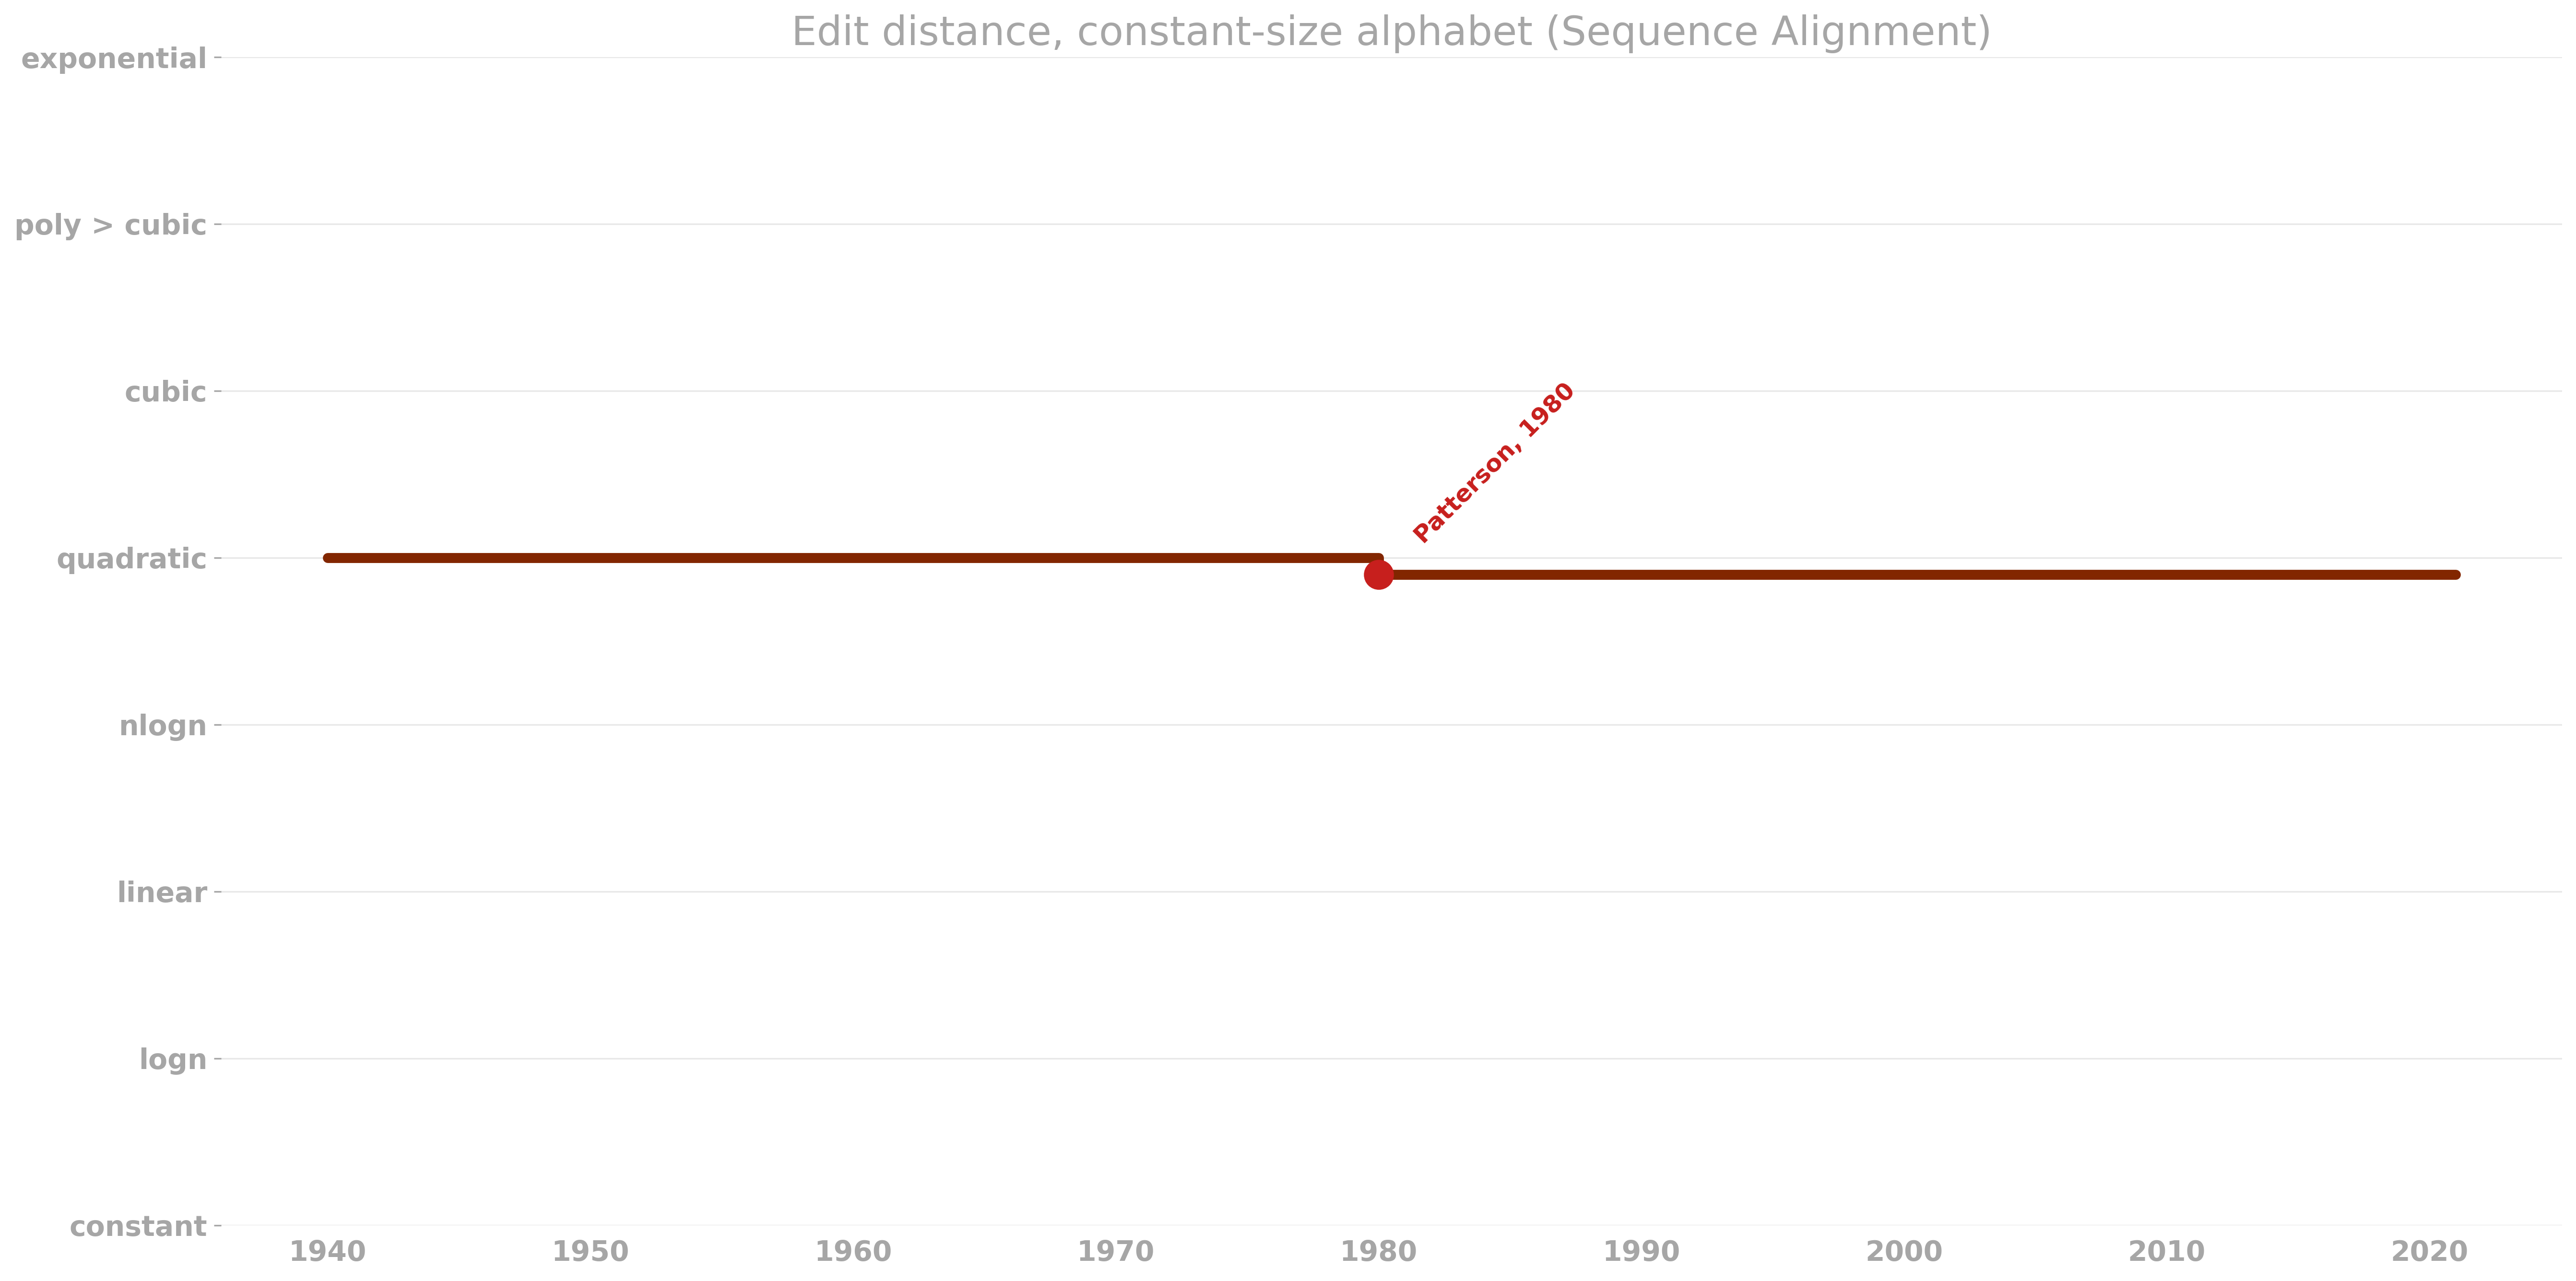 Edit distance, constant-size alphabet (Sequence Alignment)
exponential
poly > cubic
cubic
Patterson, 1980
quadratic
nlogn
linear
logn
constant
1940 1950 1960 1970 1980 1990 2000 2010 2020